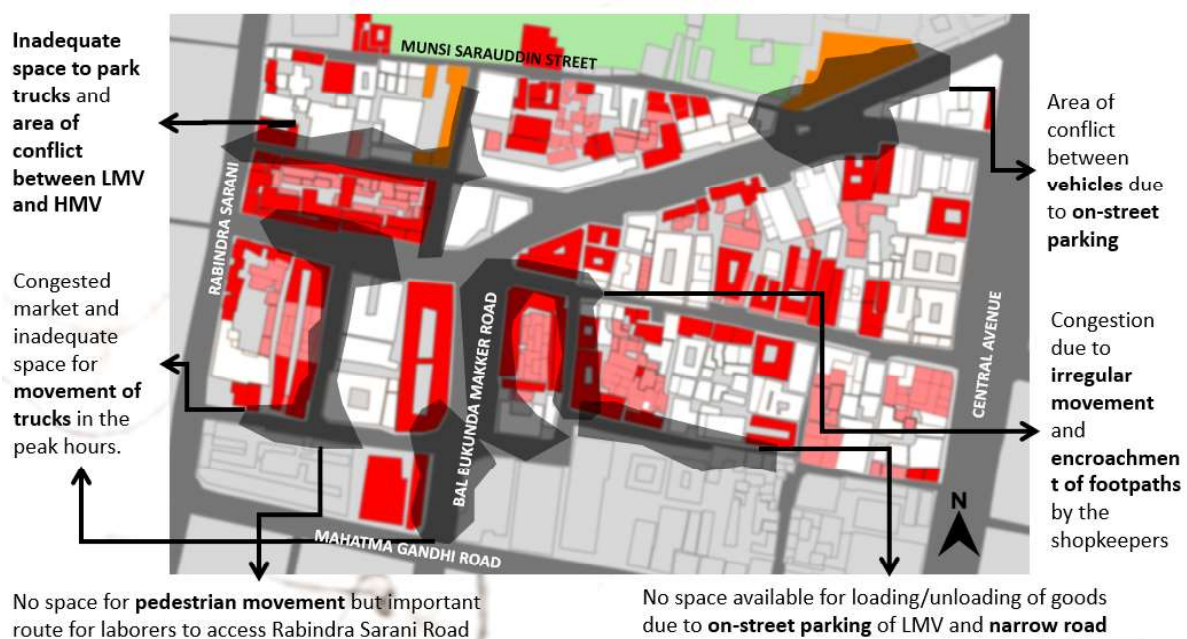 Inadequate
space to park
trucks and
area of
conflict
between LMV
and HMV
Congested
market and
inadequate
space for
movement of
trucks in the
peak hours.
MUNSI SARAUDDIN STREET
RABINDRA SARANI
BAL BUKUNDA MAKKER ROAD
CENTRAL AVENUE
MAHATMA GANDHI ROAD
N
Area of
conflict
between
vehicles due
to on-street
parking
Congestion
due to
irregular
movement
and
encroachmen
t of footpaths
by the
shopkeepers
No space for pedestrian movement but important
route for laborers to access Rabindra Sarani Road
No space available for loading/unloading of goods
due to on-street parking of LMV and narrow road